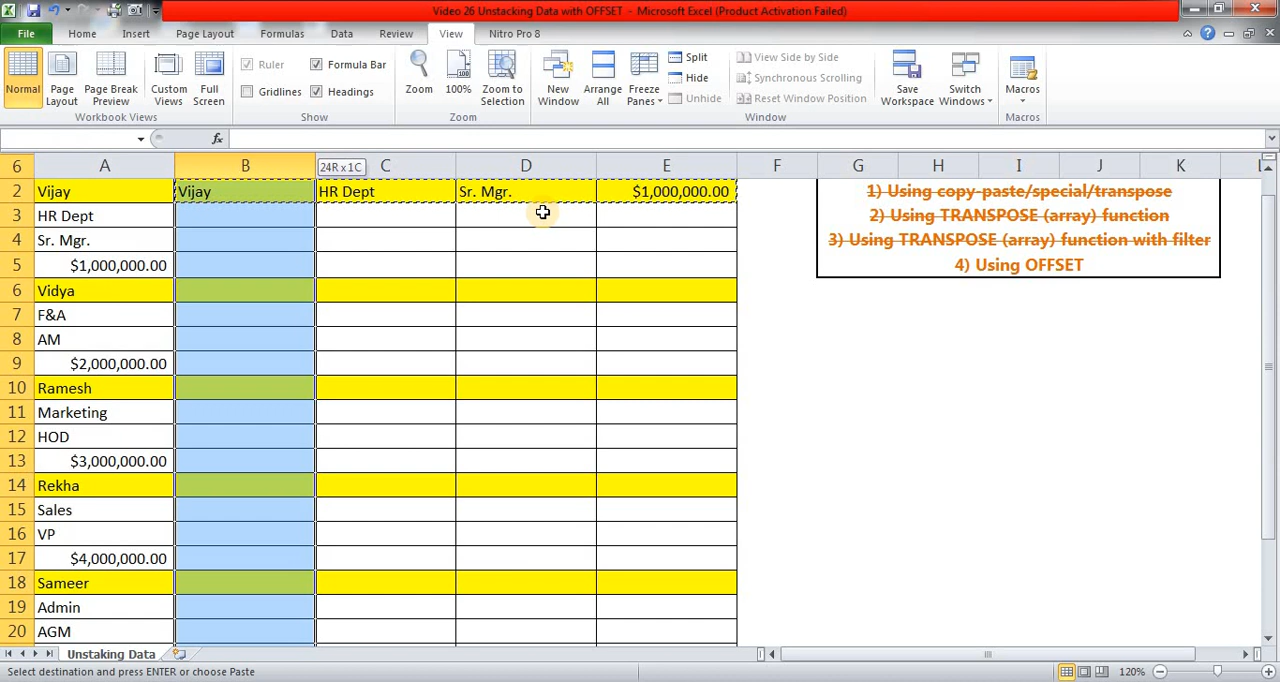 Video 26 Unstacking Data with OFFSET - Microsoft Excel (Product Activation Failed)
File Home Insert Page Layout Formulas Data Review View Nitro Pro 8
Normal
Page Layout
Page Break Preview
Custom Views
Full Screen
Workbook Views
Ruler
Formula Bar
Gridlines
Headings
Show
Zoom
100%
Zoom to Selection
Zoom
New Window
Arrange All
Freeze Panes
Split
Hide
Unhide
View Side by Side
Synchronous Scrolling
Reset Window Position
Window
Save Workspace
Switch Windows
Macros
Macros
fx
6 A B 24R x 1C C D E F G H I J K L
2 Vijay Vijay HR Dept Sr. Mgr. $1,000,000.00
3 HR Dept
4 Sr. Mgr.
5 $1,000,000.00
6 Vidya
7 F&A
8 AM
9 $2,000,000.00
10 Ramesh
11 Marketing
12 HOD
13 $3,000,000.00
14 Rekha
15 Sales
16 VP
17 $4,000,000.00
18 Sameer
19 Admin
20 AGM
1) Using copy-paste/special/transpose
2) Using TRANSPOSE (array) function
3) Using TRANSPOSE (array) function with filter
4) Using OFFSET
Unstacking Data
Select destination and press ENTER or choose Paste 120%